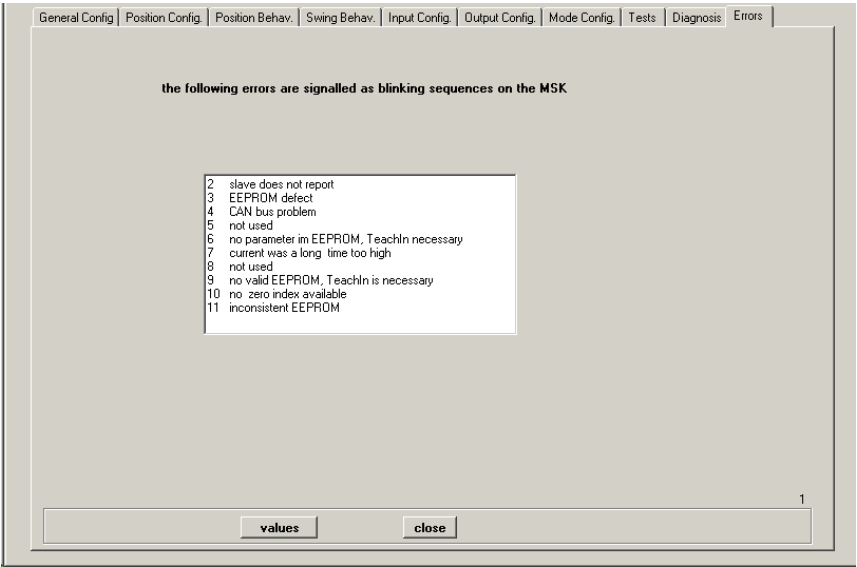 General Config Position Config. Position Behav. Swing Behav. Input Config. Output Config. Mode Config. Tests Diagnosis Errors
the following errors are signalled as blinking sequences on the MSK
2 slave does not report
3 EEPROM defect
4 CAN bus problem
5 not used
6 no parameter im EEPROM, TeachIn necessary
7 current was a long time too high
8 not used
9 no valid EEPROM, TeachIn is necessary
10 no zero index available
11 inconsistent EEPROM
1
values close